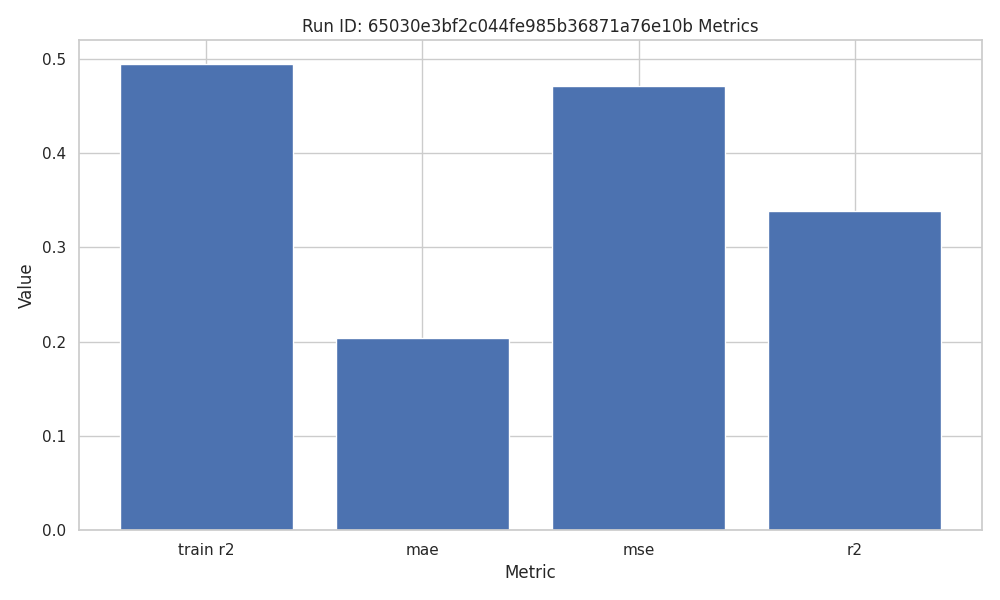 Run ID: 65030e3bf2c044fe985b36871a76e10b Metrics
0.5
0.4
0.3
0.2
0.1
0.0
Value
train r2
mae
mse
r2
Metric